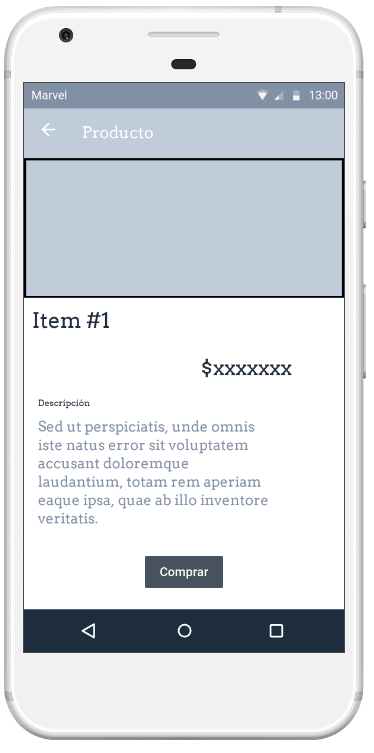 Marvel 13:00
Producto
Item #1
$xxxxxxx
Descripción
Sed ut perspiciatis, unde omnis
iste natus error sit voluptatem
accusant doloremque
laudantium, totam rem aperiam
eaque ipsa, quae ab illo inventore
veritatis.
Comprar